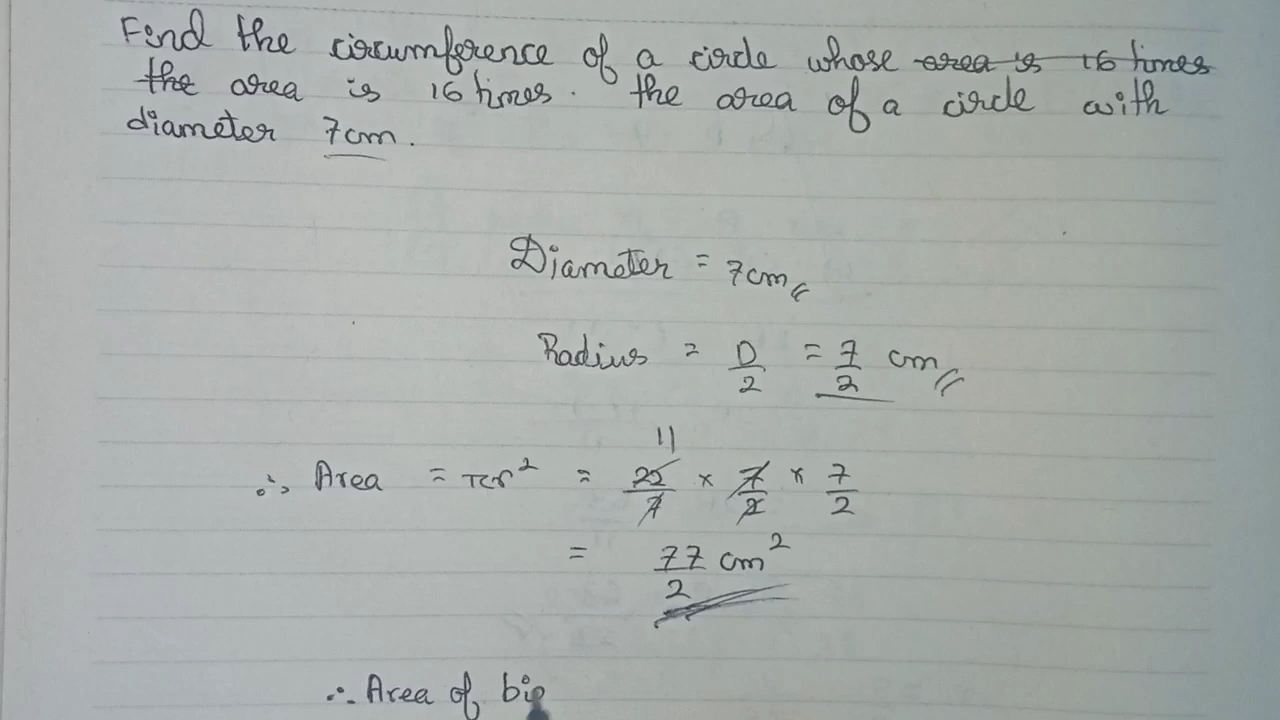 Find the circumference of a circle whose area is 16 times
the area is 16 times. the area of a circle with
diameter 7cm.
Diameter = 7cm
Radius = D/2 = 7/2 cm
∴ Area = πr² = 22/7 × 7/2 × 7/2
11
= 77/2 cm²
∴ Area of big